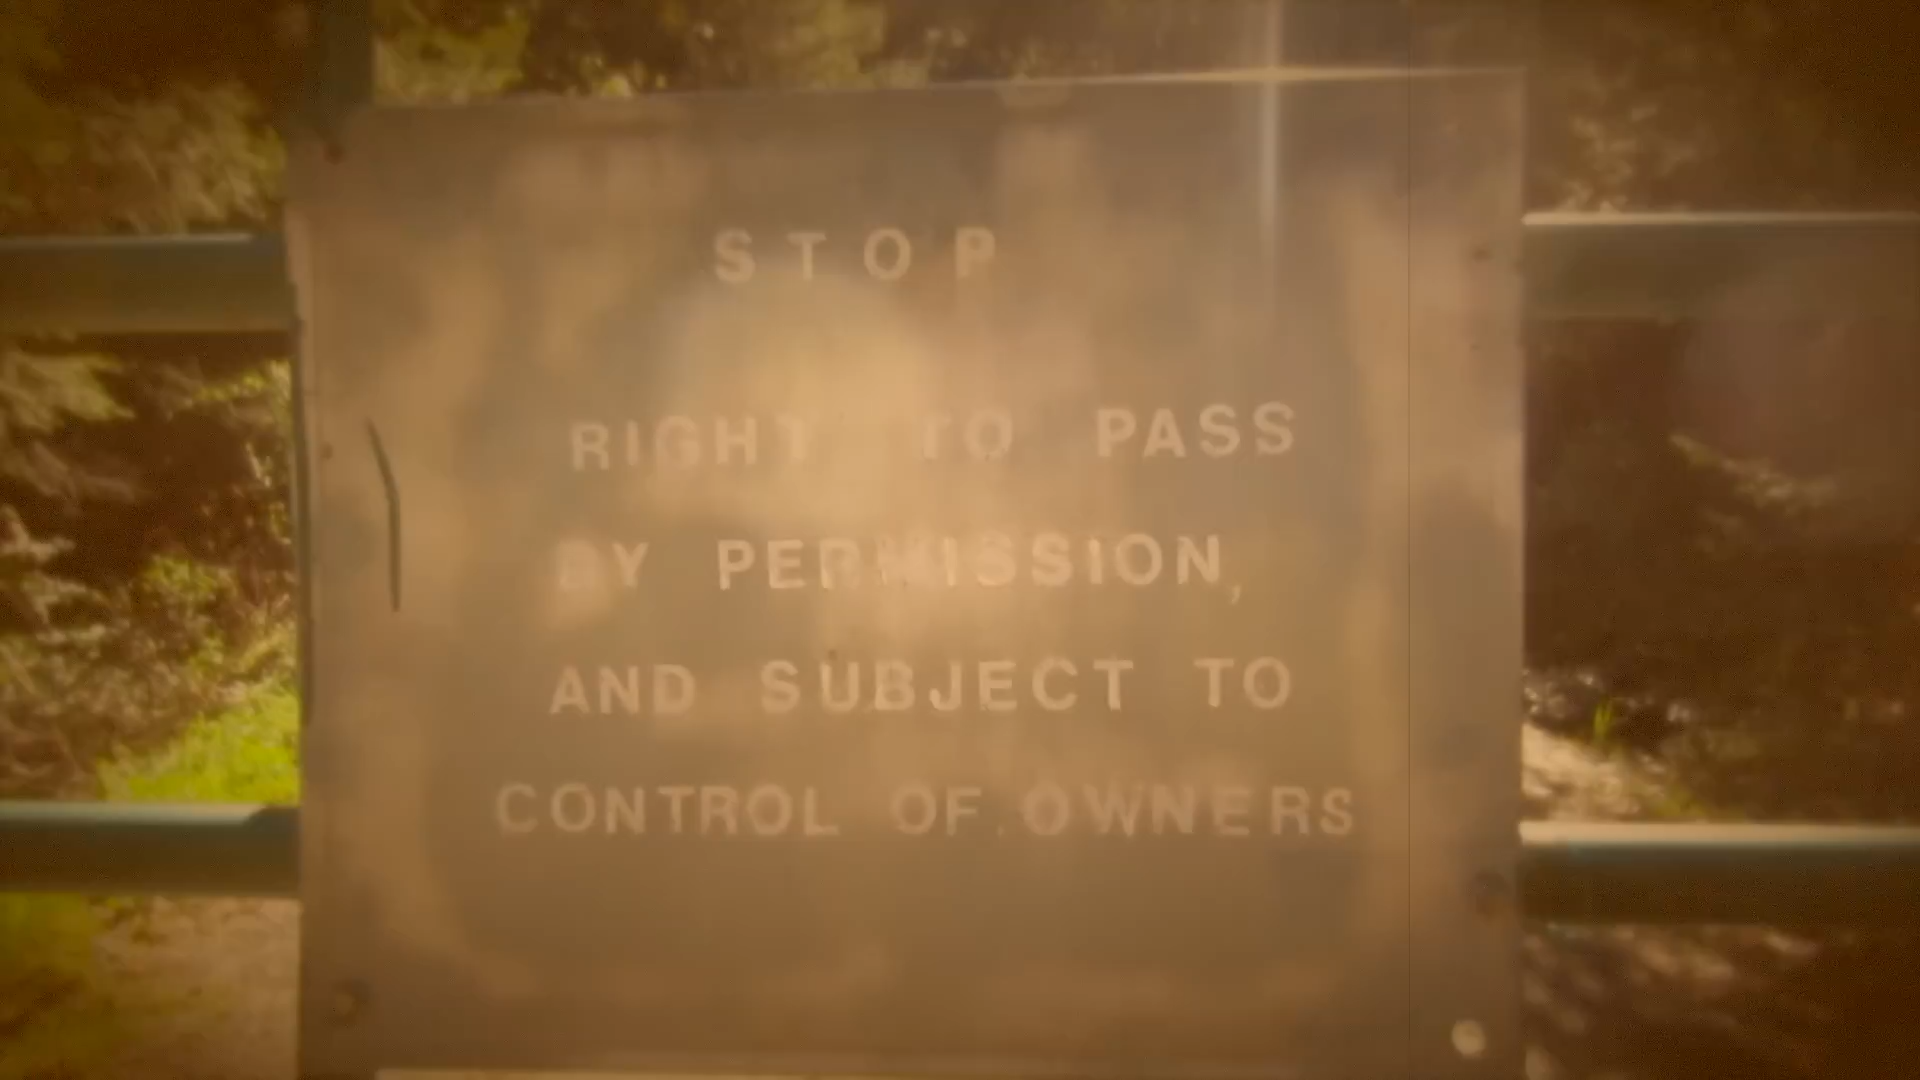 STOP
RIGHT TO PASS
BY PERMISSION,
AND SUBJECT TO
CONTROL OF OWNERS